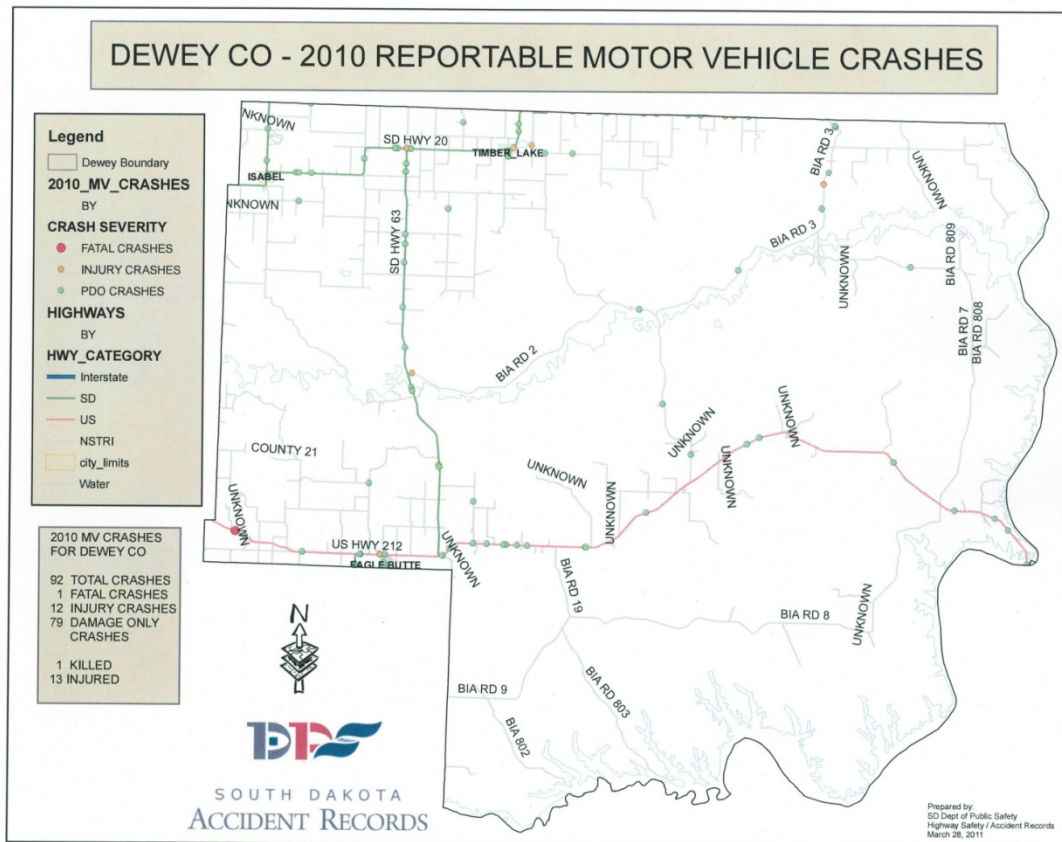 DEWEY CO - 2010 REPORTABLE MOTOR VEHICLE CRASHES
Legend
Dewey Boundary
2010_MV_CRASHES
BY
CRASH SEVERITY
FATAL CRASHES
INJURY CRASHES
PDO CRASHES
HIGHWAYS
BY
HWY_CATEGORY
Interstate
SD
US
NSTRI
city_limits
Water
2010 MV CRASHES
FOR DEWEY CO
92 TOTAL CRASHES
1 FATAL CRASHES
12 INJURY CRASHES
79 DAMAGE ONLY
CRASHES
1 KILLED
13 INJURED
NKNOWN
SD HWY 20
TIMBER_LAKE
ISABEL
NKNOWN
SD HWY 63
BIA RD 3
UNKNOWN
BIA RD 3
UNKNOWN
BIA RD 809
BIA RD 7
BIA RD 808
BIA RD 2
UNKNOWN
UNKNOWN
UNKNOWN
COUNTY 21
UNKNOWN
UNKNOWN
UNKNOWN
US HWY 212
EAGLE BUTTE
UNKNOWN
BIA RD 19
BIA RD 8
UNKNOWN
BIA RD 9
BIA RD 803
BIA 802
N
DPS
SOUTH DAKOTA
ACCIDENT RECORDS
Prepared by:
SD Dept of Public Safety
Highway Safety / Accident Records
March 28, 2011